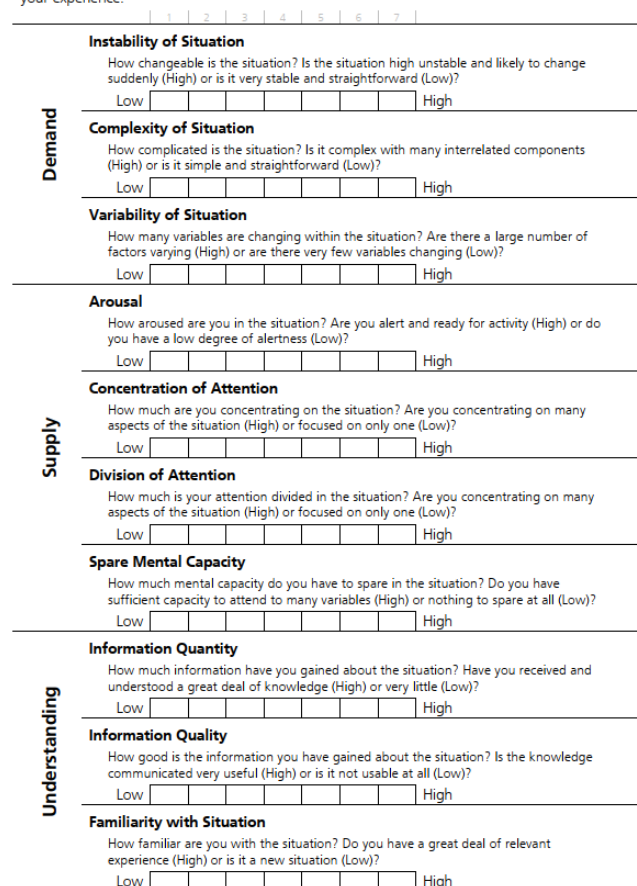 your experience.
1 2 3 4 5 6 7
Demand
Instability of Situation
How changeable is the situation? Is the situation high unstable and likely to change
suddenly (High) or is it very stable and straightforward (Low)?
Low High
Complexity of Situation
How complicated is the situation? Is it complex with many interrelated components
(High) or is it simple and straightforward (Low)?
Low High
Variability of Situation
How many variables are changing within the situation? Are there a large number of
factors varying (High) or are there very few variables changing (Low)?
Low High
Supply
Arousal
How aroused are you in the situation? Are you alert and ready for activity (High) or do
you have a low degree of alertness (Low)?
Low High
Concentration of Attention
How much are you concentrating on the situation? Are you concentrating on many
aspects of the situation (High) or focused on only one (Low)?
Low High
Division of Attention
How much is your attention divided in the situation? Are you concentrating on many
aspects of the situation (High) or focused on only one (Low)?
Low High
Spare Mental Capacity
How much mental capacity do you have to spare in the situation? Do you have
sufficient capacity to attend to many variables (High) or nothing to spare at all (Low)?
Low High
Understanding
Information Quantity
How much information have you gained about the situation? Have you received and
understood a great deal of knowledge (High) or very little (Low)?
Low High
Information Quality
How good is the information you have gained about the situation? Is the knowledge
communicated very useful (High) or is it not usable at all (Low)?
Low High
Familiarity with Situation
How familiar are you with the situation? Do you have a great deal of relevant
experience (High) or is it a new situation (Low)?
Low High